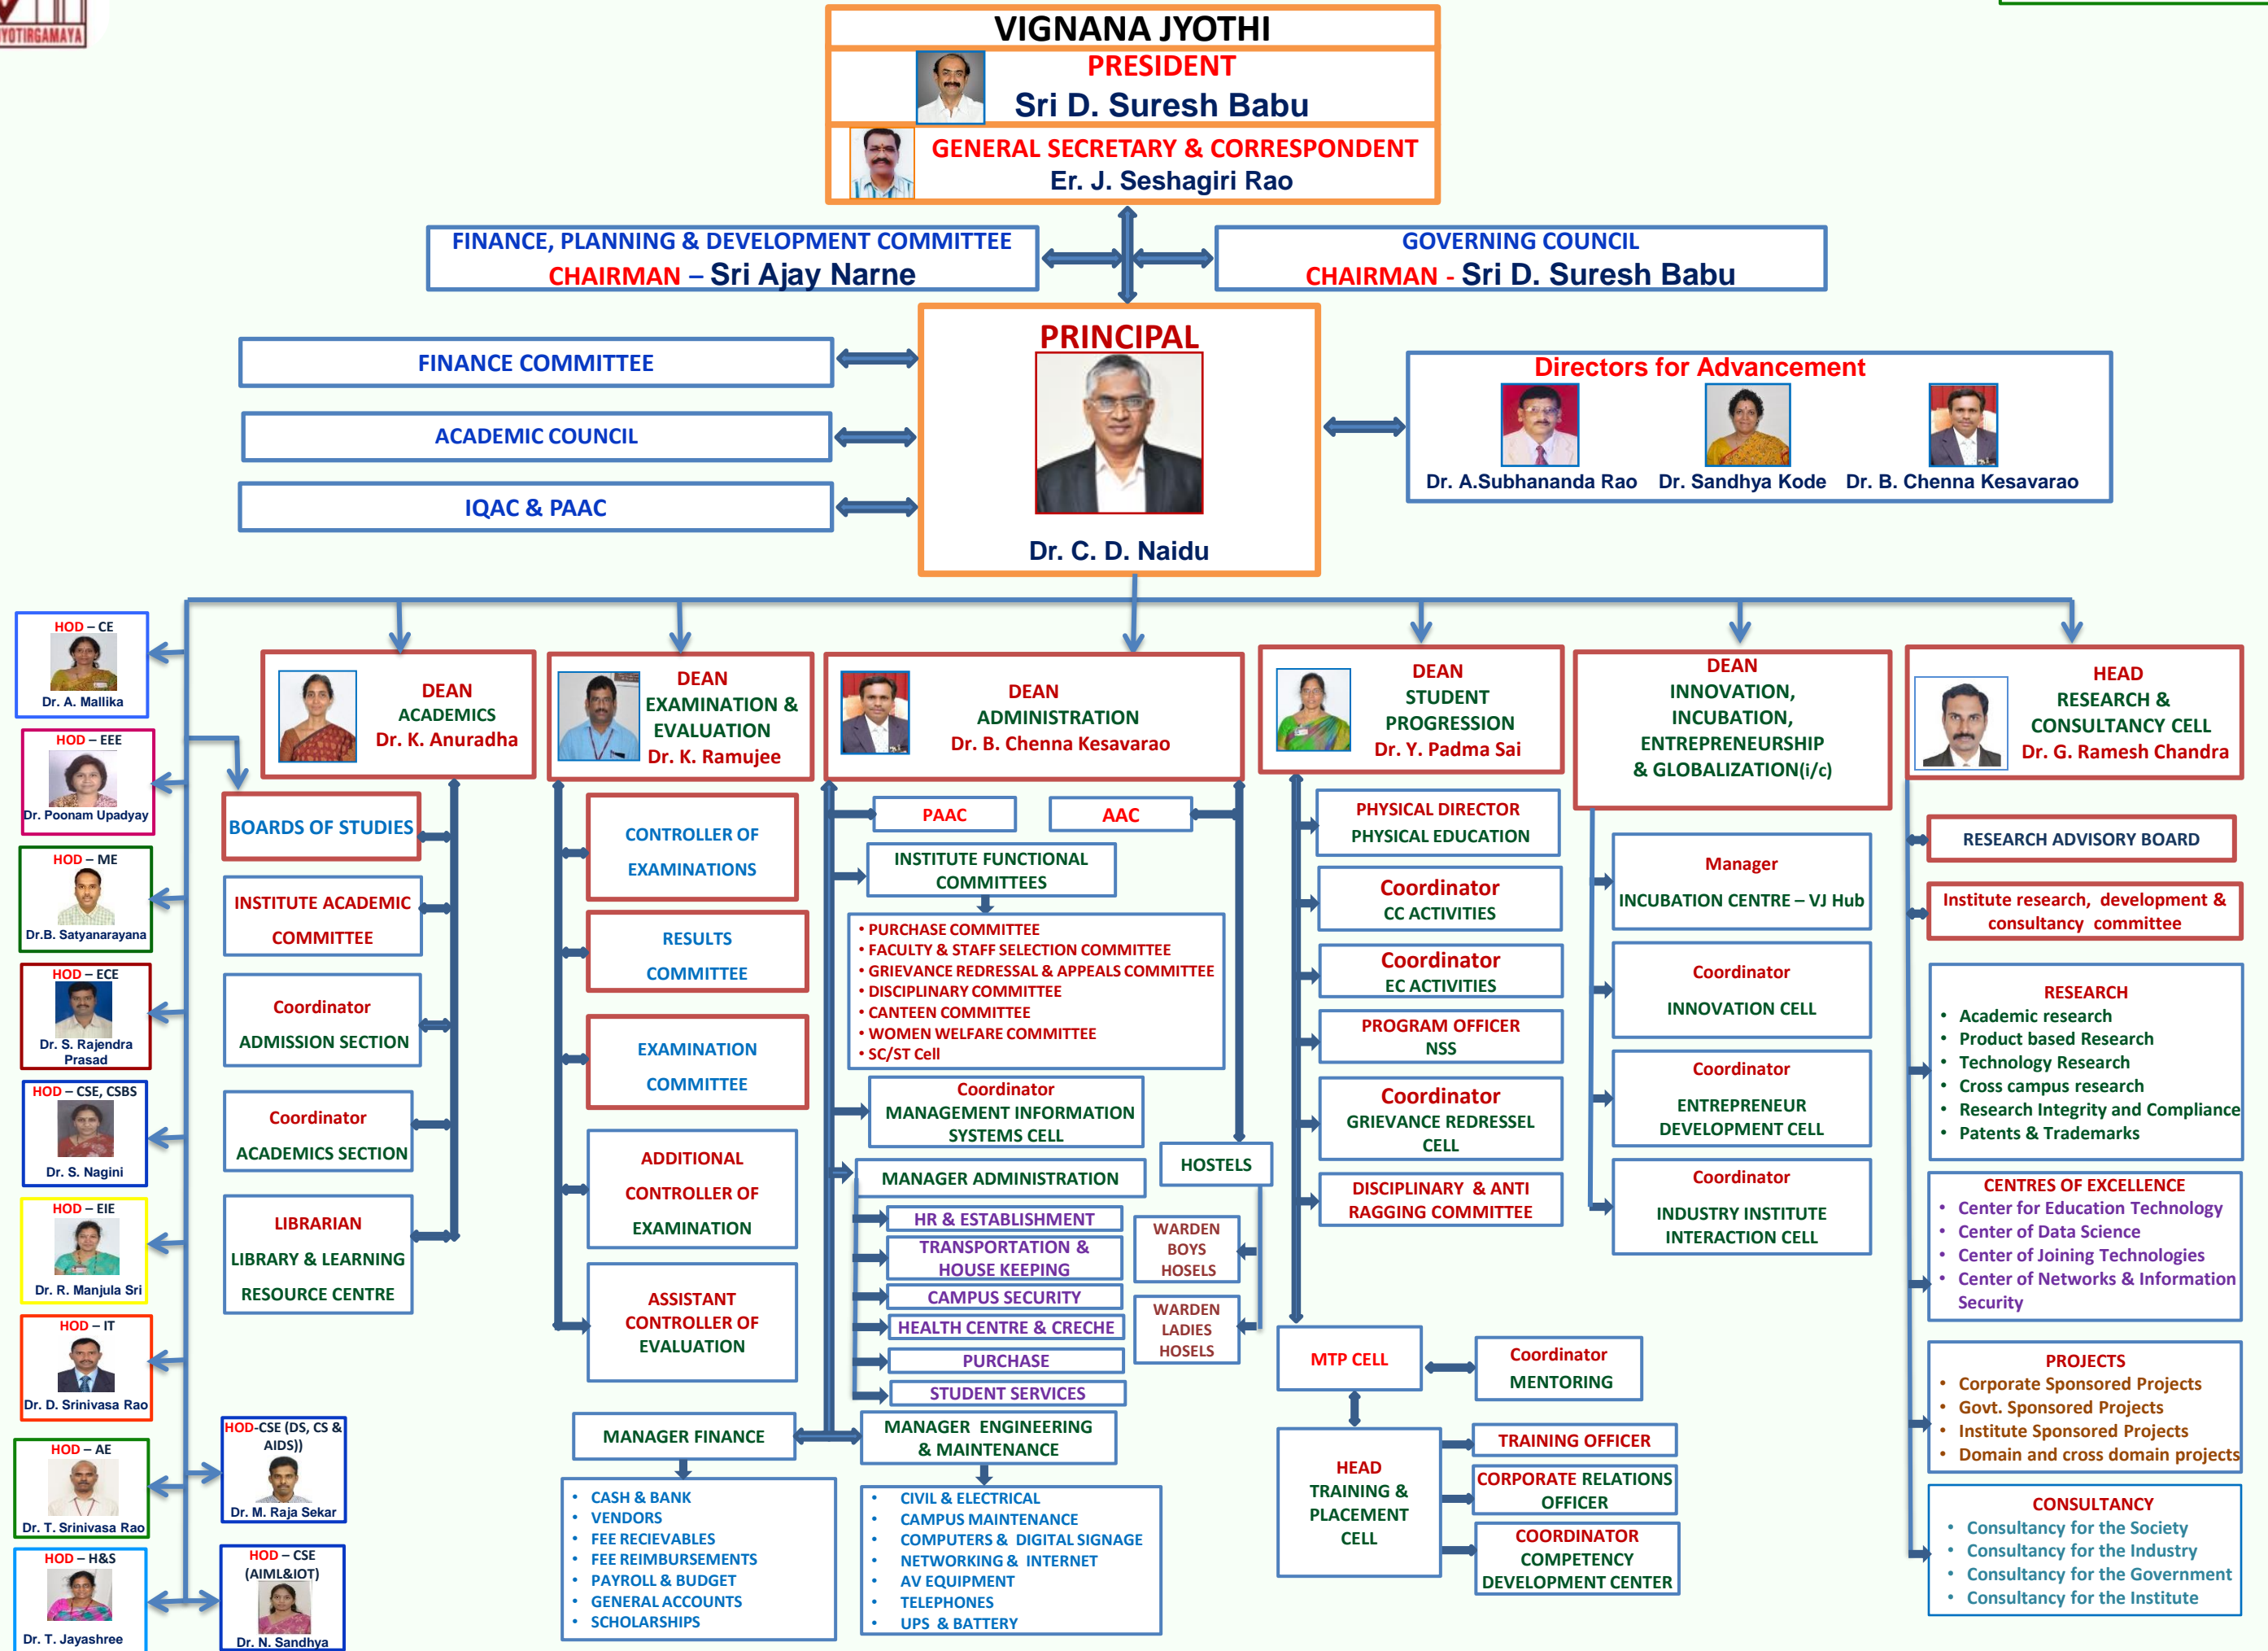 JYOTIRGAMAYA
VIGNANA JYOTHI
PRESIDENT
Sri D. Suresh Babu
GENERAL SECRETARY & CORRESPONDENT
Er. J. Seshagiri Rao
FINANCE, PLANNING & DEVELOPMENT COMMITTEE
CHAIRMAN – Sri Ajay Narne
GOVERNING COUNCIL
CHAIRMAN - Sri D. Suresh Babu
PRINCIPAL
Dr. C. D. Naidu
FINANCE COMMITTEE
ACADEMIC COUNCIL
IQAC & PAAC
Directors for Advancement
Dr. A.Subhananda Rao Dr. Sandhya Kode Dr. B. Chenna Kesavarao
HOD – CE
Dr. A. Mallika
HOD – EEE
Dr. Poonam Upadyay
HOD – ME
Dr.B. Satyanarayana
HOD – ECE
Dr. S. Rajendra
Prasad
HOD – CSE, CSBS
Dr. S. Nagini
HOD – EIE
Dr. R. Manjula Sri
HOD – IT
Dr. D. Srinivasa Rao
HOD – AE
Dr. T. Srinivasa Rao
HOD – H&S
Dr. T. Jayashree
HOD-CSE (DS, CS &
AIDS))
Dr. M. Raja Sekar
HOD – CSE
(AIML&IOT)
Dr. N. Sandhya
DEAN
ACADEMICS
Dr. K. Anuradha
BOARDS OF STUDIES
INSTITUTE ACADEMIC
COMMITTEE
Coordinator
ADMISSION SECTION
Coordinator
ACADEMICS SECTION
LIBRARIAN
LIBRARY & LEARNING
RESOURCE CENTRE
DEAN
EXAMINATION &
EVALUATION
Dr. K. Ramujee
CONTROLLER OF
EXAMINATIONS
RESULTS
COMMITTEE
EXAMINATION
COMMITTEE
ADDITIONAL
CONTROLLER OF
EXAMINATION
ASSISTANT
CONTROLLER OF
EVALUATION
DEAN
ADMINISTRATION
Dr. B. Chenna Kesavarao
PAAC
AAC
INSTITUTE FUNCTIONAL
COMMITTEES
• PURCHASE COMMITTEE
• FACULTY & STAFF SELECTION COMMITTEE
• GRIEVANCE REDRESSAL & APPEALS COMMITTEE
• DISCIPLINARY COMMITTEE
• CANTEEN COMMITTEE
• WOMEN WELFARE COMMITTEE
• SC/ST Cell
Coordinator
MANAGEMENT INFORMATION
SYSTEMS CELL
MANAGER ADMINISTRATION
HR & ESTABLISHMENT
TRANSPORTATION &
HOUSE KEEPING
CAMPUS SECURITY
HEALTH CENTRE & CRECHE
PURCHASE
STUDENT SERVICES
HOSTELS
WARDEN
BOYS
HOSELS
WARDEN
LADIES
HOSELS
MANAGER FINANCE
• CASH & BANK
• VENDORS
• FEE RECIEVABLES
• FEE REIMBURSEMENTS
• PAYROLL & BUDGET
• GENERAL ACCOUNTS
• SCHOLARSHIPS
MANAGER ENGINEERING
& MAINTENANCE
• CIVIL & ELECTRICAL
• CAMPUS MAINTENANCE
• COMPUTERS & DIGITAL SIGNAGE
• NETWORKING & INTERNET
• AV EQUIPMENT
• TELEPHONES
• UPS & BATTERY
DEAN
STUDENT
PROGRESSION
Dr. Y. Padma Sai
PHYSICAL DIRECTOR
PHYSICAL EDUCATION
Coordinator
CC ACTIVITIES
Coordinator
EC ACTIVITIES
PROGRAM OFFICER
NSS
Coordinator
GRIEVANCE REDRESSEL
CELL
DISCIPLINARY & ANTI
RAGGING COMMITTEE
MTP CELL
Coordinator
MENTORING
HEAD
TRAINING &
PLACEMENT
CELL
TRAINING OFFICER
CORPORATE RELATIONS
OFFICER
COORDINATOR
COMPETENCY
DEVELOPMENT CENTER
DEAN
INNOVATION,
INCUBATION,
ENTREPRENEURSHIP
& GLOBALIZATION(i/c)
Manager
INCUBATION CENTRE – VJ Hub
Coordinator
INNOVATION CELL
Coordinator
ENTREPRENEUR
DEVELOPMENT CELL
Coordinator
INDUSTRY INSTITUTE
INTERACTION CELL
HEAD
RESEARCH &
CONSULTANCY CELL
Dr. G. Ramesh Chandra
RESEARCH ADVISORY BOARD
Institute research, development &
consultancy committee
RESEARCH
• Academic research
• Product based Research
• Technology Research
• Cross campus research
• Research Integrity and Compliance
• Patents & Trademarks
CENTRES OF EXCELLENCE
• Center for Education Technology
• Center of Data Science
• Center of Joining Technologies
• Center of Networks & Information
Security
PROJECTS
• Corporate Sponsored Projects
• Govt. Sponsored Projects
• Institute Sponsored Projects
• Domain and cross domain projects
CONSULTANCY
• Consultancy for the Society
• Consultancy for the Industry
• Consultancy for the Government
• Consultancy for the Institute